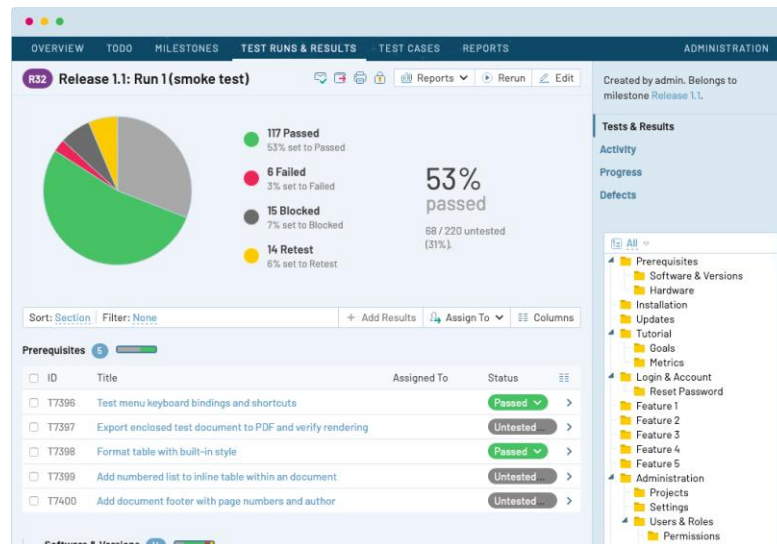 OVERVIEW TODO MILESTONES TEST RUNS & RESULTS TEST CASES REPORTS ADMINISTRATION
R32 Release 1.1: Run 1 (smoke test)
Reports Rerun Edit
117 Passed
53% set to Passed
6 Failed
3% set to Failed
15 Blocked
7% set to Blocked
14 Retest
6% set to Retest
53%
passed
68 / 220 untested
(31%).
Sort: Section Filter: None
+ Add Results Assign To Columns
Prerequisites 5
ID Title Assigned To Status
T7396 Test menu keyboard bindings and shortcuts Passed
T7397 Export enclosed test document to PDF and verify rendering Untested...
T7398 Format table with built-in style Passed
T7399 Add numbered list to inline table within an document Untested...
T7400 Add document footer with page numbers and author Untested...
Software & Versions
Created by admin. Belongs to
milestone Release 1.1.
Tests & Results
Activity
Progress
Defects
All
Prerequisites
Software & Versions
Hardware
Installation
Updates
Tutorial
Goals
Metrics
Login & Account
Reset Password
Feature 1
Feature 2
Feature 3
Feature 4
Feature 5
Administration
Projects
Settings
Users & Roles
Permissions